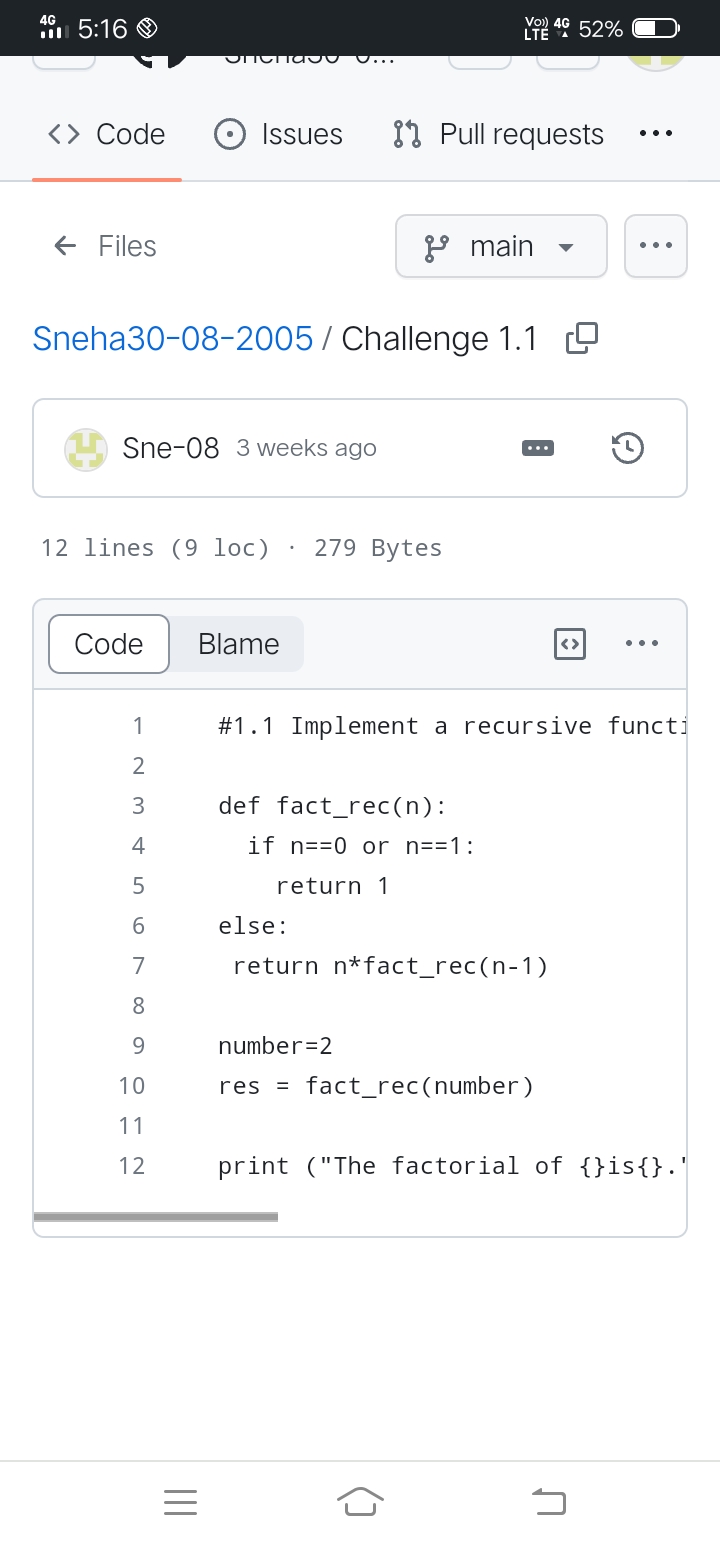 4G 5:16 Vo)) LTE 4G 52%
Code Issues Pull requests
Files main
Sneha30-08-2005 / Challenge 1.1
Sne-08 3 weeks ago
12 lines (9 loc) · 279 Bytes
Code Blame
1 #1.1 Implement a recursive functi
2
3 def fact_rec(n):
4   if n==0 or n==1:
5     return 1
6 else:
7  return n*fact_rec(n-1)
8
9 number=2
10 res = fact_rec(number)
11
12 print ("The factorial of {}is{}."